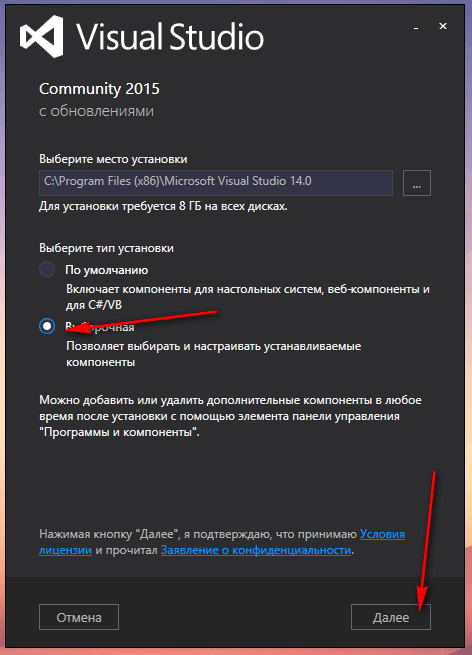 Visual Studio
Community 2015
с обновлениями
Выберите место установки
C:\Program Files (x86)\Microsoft Visual Studio 14.0
...
Для установки требуется 8 ГБ на всех дисках.
Выберите тип установки
По умолчанию
Включает компоненты для настольных систем, веб-компоненты и
для C#/VB
Выборочная
Позволяет выбирать и настраивать устанавливаемые
компоненты
Можно добавить или удалить дополнительные компоненты в любое
время после установки с помощью элемента панели управления
"Программы и компоненты".
Нажимая кнопку "Далее", я подтверждаю, что принимаю Условия
лицензии и прочитал Заявление о конфиденциальности.
Отмена
Далее